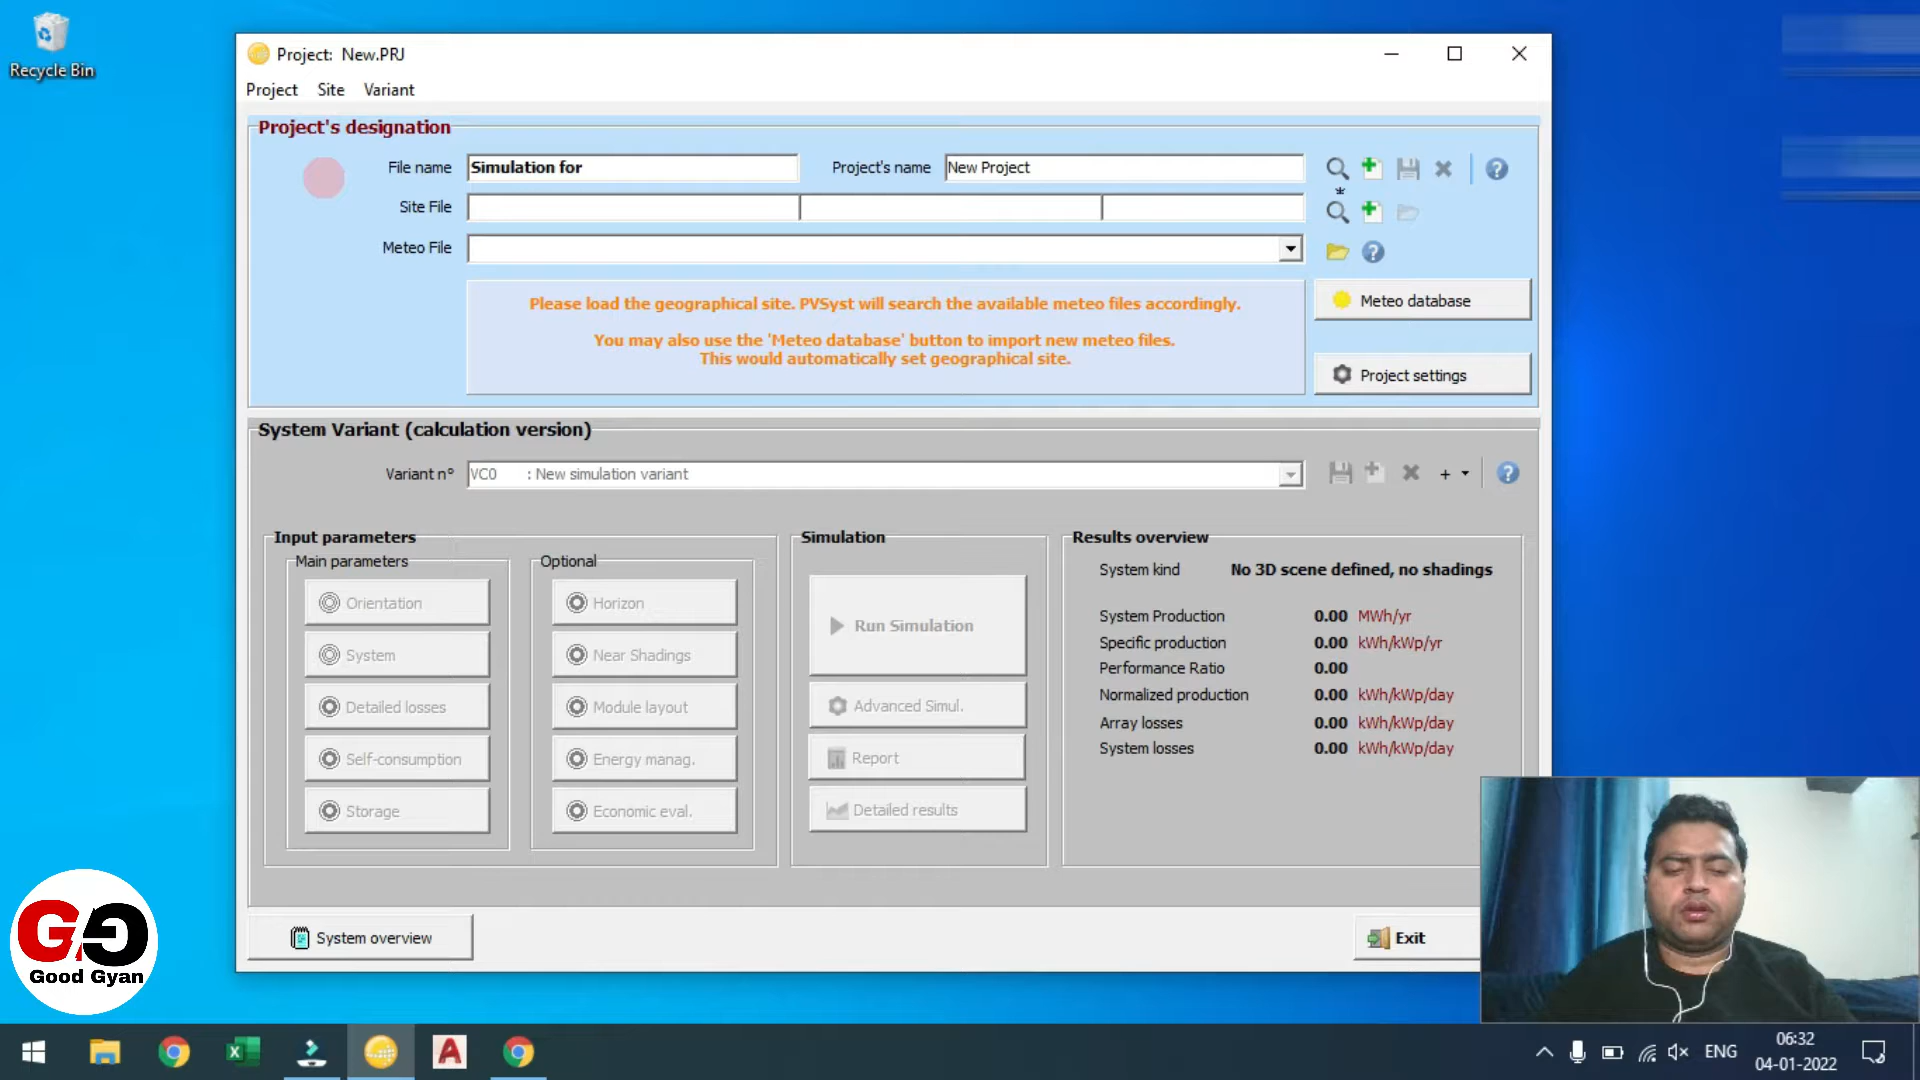 Recycle Bin
Project: New.PRJ
Project Site Variant
Project's designation
File name Simulation for Project's name New Project
Site File
Meteo File
Please load the geographical site. PVSyst will search the available meteo files accordingly.
You may also use the 'Meteo database' button to import new meteo files.
This would automatically set geographical site.
Meteo database
Project settings
System Variant (calculation version)
Variant n° VC0 : New simulation variant
Input parameters
Main parameters
Orientation
System
Detailed losses
Self-consumption
Storage
Optional
Horizon
Near Shadings
Module layout
Energy manag.
Economic eval.
Simulation
Run Simulation
Advanced Simul.
Report
Detailed results
Results overview
System kind No 3D scene defined, no shadings
System Production 0.00 MWh/yr
Specific production 0.00 kWh/kWp/yr
Performance Ratio 0.00
Normalized production 0.00 kWh/kWp/day
Array losses 0.00 kWh/kWp/day
System losses 0.00 kWh/kWp/day
System overview
Exit
GG
Good Gyan
ENG
06:32
04-01-2022